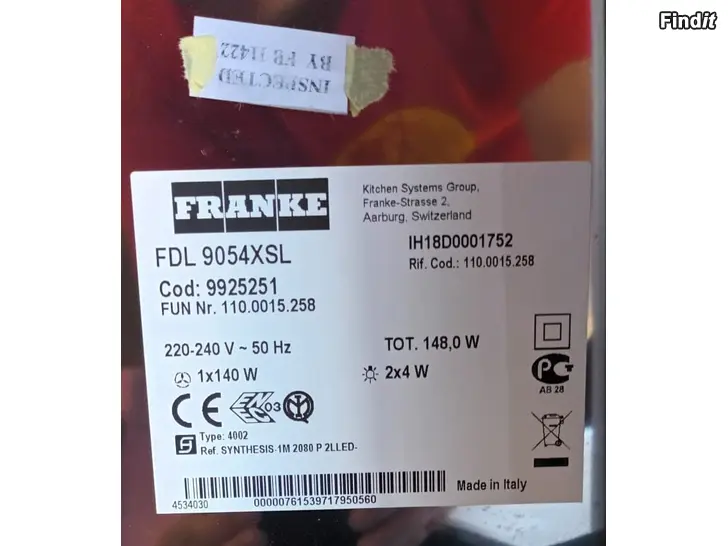 Findit
INSPECTED
BY FB 11422
FRANKE
Kitchen Systems Group,
Franke-Strasse 2,
Aarburg, Switzerland
FDL 9054XSL
IH18D0001752
Rif. Cod.: 110.0015.258
Cod: 9925251
FUN Nr. 110.0015.258
220-240 V ~ 50 Hz
TOT. 148,0 W
1x140 W
2x4 W
CE
03
AB 28
Type: 4002
Ref. SYNTHESIS-1M 2080 P 2LLED-
4534030
00000761539717950560
Made in Italy